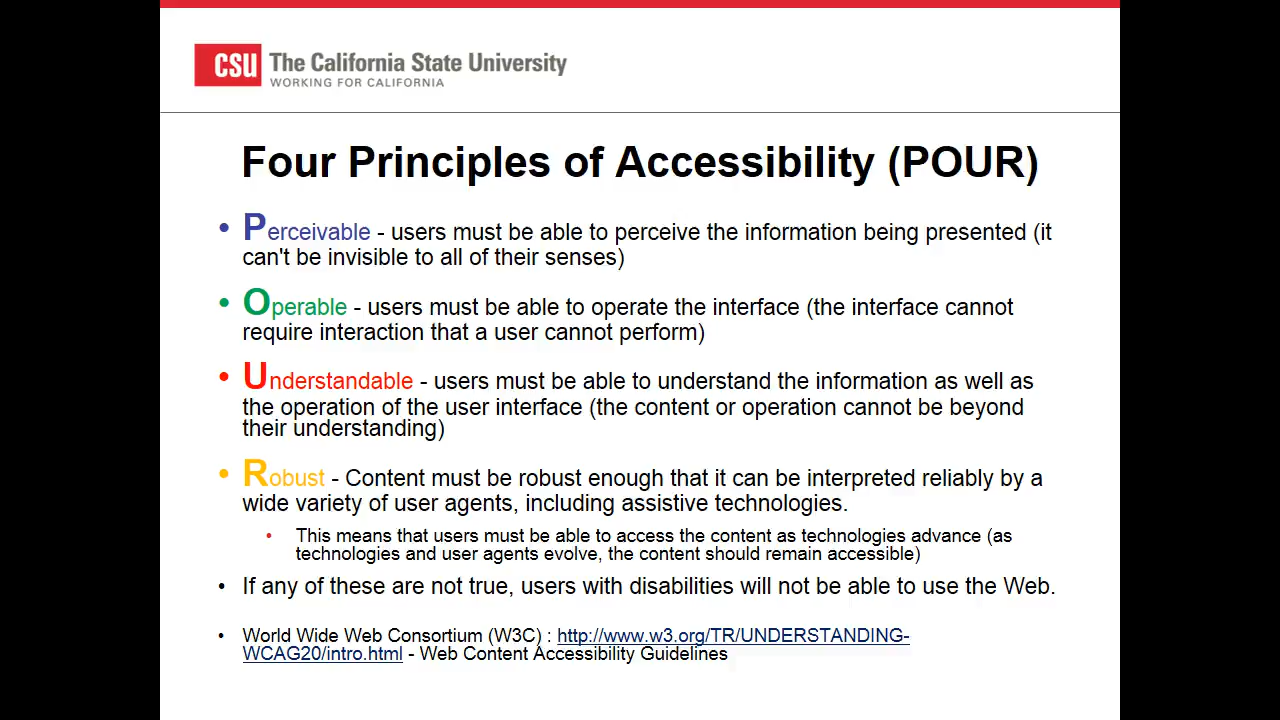 CSU The California State University
WORKING FOR CALIFORNIA
Four Principles of Accessibility (POUR)
• Perceivable - users must be able to perceive the information being presented (it
can't be invisible to all of their senses)
• Operable - users must be able to operate the interface (the interface cannot
require interaction that a user cannot perform)
• Understandable - users must be able to understand the information as well as
the operation of the user interface (the content or operation cannot be beyond
their understanding)
• Robust - Content must be robust enough that it can be interpreted reliably by a
wide variety of user agents, including assistive technologies.
• This means that users must be able to access the content as technologies advance (as
technologies and user agents evolve, the content should remain accessible)
• If any of these are not true, users with disabilities will not be able to use the Web.
• World Wide Web Consortium (W3C) : http://www.w3.org/TR/UNDERSTANDING-
WCAG20/intro.html - Web Content Accessibility Guidelines